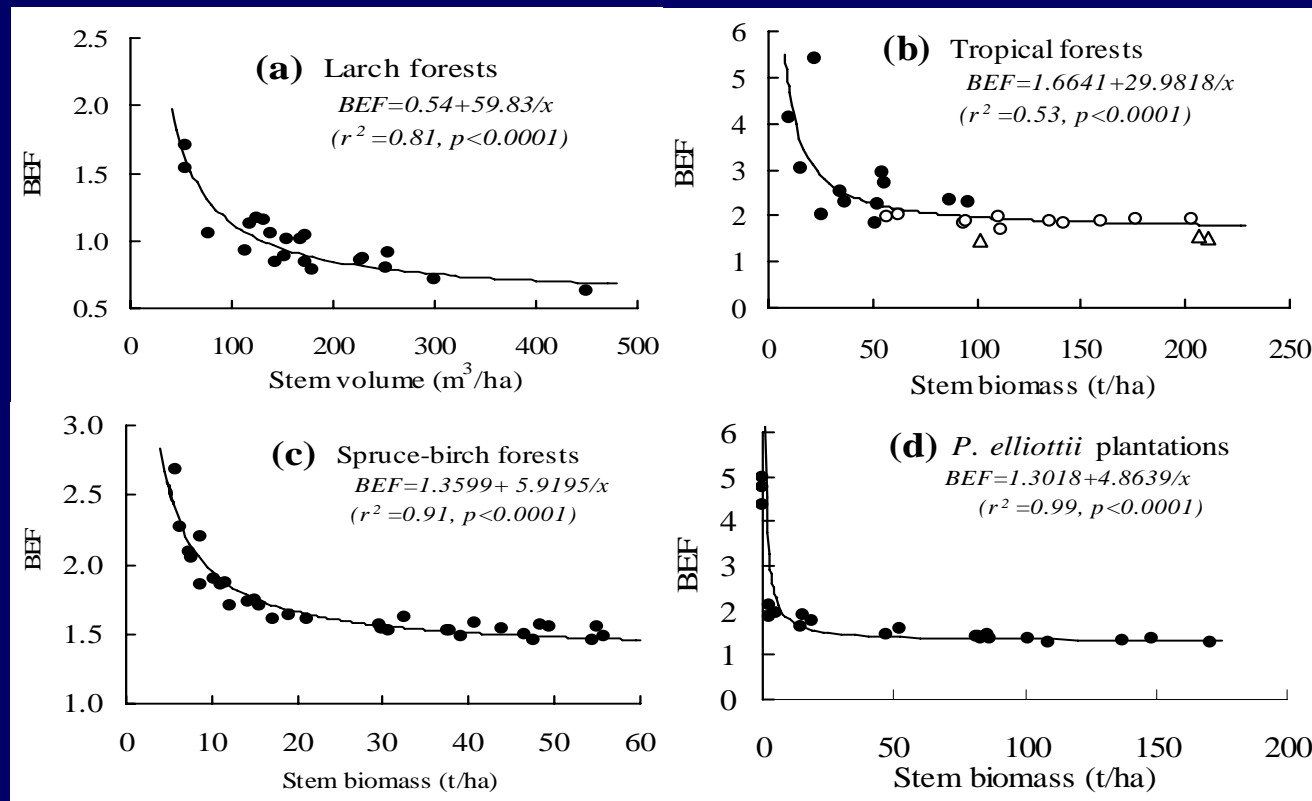 (a) Larch forests
BEF=0.54+59.83/x
(r²=0.81, p<0.0001)
BEF
2.5
2.0
1.5
1.0
0.5
0 100 200 300 400 500
Stem volume (m³/ha)
(b) Tropical forests
BEF=1.6641+29.9818/x
(r²=0.53, p<0.0001)
BEF
6
5
4
3
2
1
0
0 50 100 150 200 250
Stem biomass (t/ha)
(c) Spruce-birch forests
BEF=1.3599+ 5.9195/x
(r²=0.91, p<0.0001)
BEF
3.0
2.5
2.0
1.5
1.0
0 10 20 30 40 50 60
Stem biomass (t/ha)
(d) P. elliottii plantations
BEF=1.3018+4.8639/x
(r²=0.99, p<0.0001)
BEF
6
5
4
3
2
1
0
0 50 100 150 200
Stem biomass (t/ha)